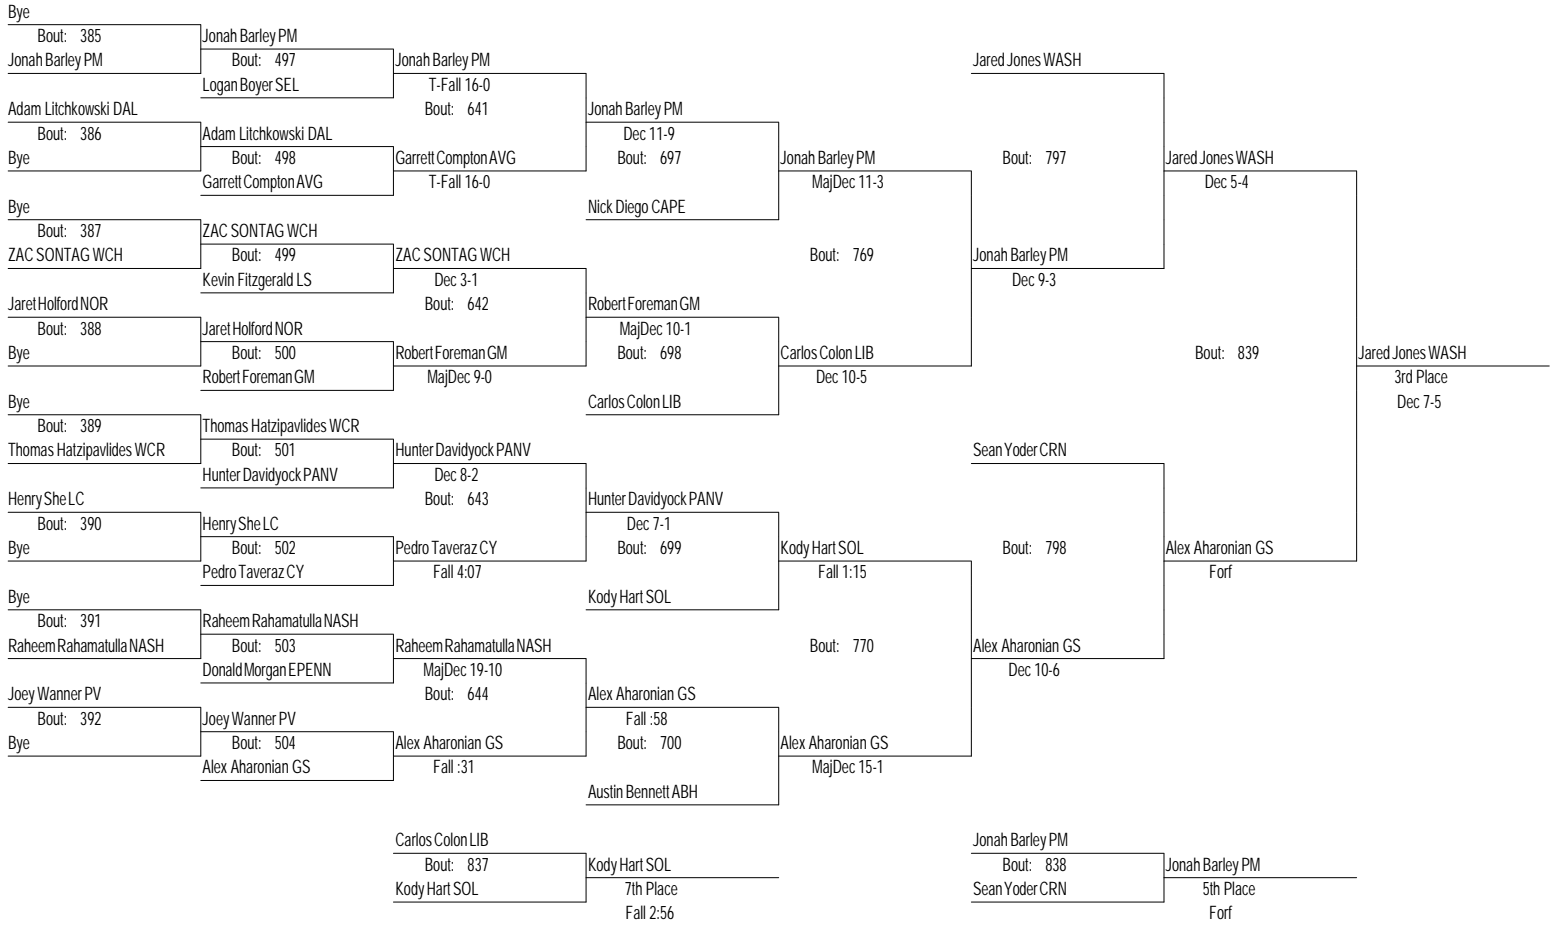 Bye
Bout: 385
Jonah Barley PM
Jonah Barley PM
Bout: 497
Logan Boyer SEL
Jonah Barley PM
T-Fall 16-0
Bout: 641
Adam Litchkowski DAL
Bout: 386
Bye
Adam Litchkowski DAL
Bout: 498
Garrett Compton AVG
Garrett Compton AVG
T-Fall 16-0
Jonah Barley PM
Dec 11-9
Bout: 697
Nick Diego CAPE
Jonah Barley PM
MajDec 11-3
Bout: 769
Bye
Bout: 387
ZAC SONTAG WCH
ZAC SONTAG WCH
Bout: 499
Kevin Fitzgerald LS
ZAC SONTAG WCH
Dec 3-1
Bout: 642
Jaret Holford NOR
Bout: 388
Bye
Jaret Holford NOR
Bout: 500
Robert Foreman GM
Robert Foreman GM
MajDec 9-0
Robert Foreman GM
MajDec 10-1
Bout: 698
Carlos Colon LIB
Carlos Colon LIB
Dec 10-5
Jared Jones WASH
Bout: 797
Jonah Barley PM
Dec 9-3
Jared Jones WASH
Dec 5-4
Bout: 839
Jared Jones WASH
3rd Place
Dec 7-5
Bye
Bout: 389
Thomas Hatzipavlides WCR
Thomas Hatzipavlides WCR
Bout: 501
Hunter Davidyock PANV
Hunter Davidyock PANV
Dec 8-2
Bout: 643
Henry She LC
Bout: 390
Bye
Henry She LC
Bout: 502
Pedro Taveraz CY
Pedro Taveraz CY
Fall 4:07
Hunter Davidyock PANV
Dec 7-1
Bout: 699
Kody Hart SOL
Kody Hart SOL
Fall 1:15
Bout: 770
Bye
Bout: 391
Raheem Rahamatulla NASH
Raheem Rahamatulla NASH
Bout: 503
Donald Morgan EPENN
Raheem Rahamatulla NASH
MajDec 19-10
Bout: 644
Joey Wanner PV
Bout: 392
Bye
Joey Wanner PV
Bout: 504
Alex Aharonian GS
Alex Aharonian GS
Fall :31
Alex Aharonian GS
Fall :58
Bout: 700
Austin Bennett ABH
Alex Aharonian GS
MajDec 15-1
Sean Yoder CRN
Bout: 798
Alex Aharonian GS
Dec 10-6
Alex Aharonian GS
Forf
Carlos Colon LIB
Bout: 837
Kody Hart SOL
Kody Hart SOL
7th Place
Fall 2:56
Jonah Barley PM
Bout: 838
Sean Yoder CRN
Jonah Barley PM
5th Place
Forf